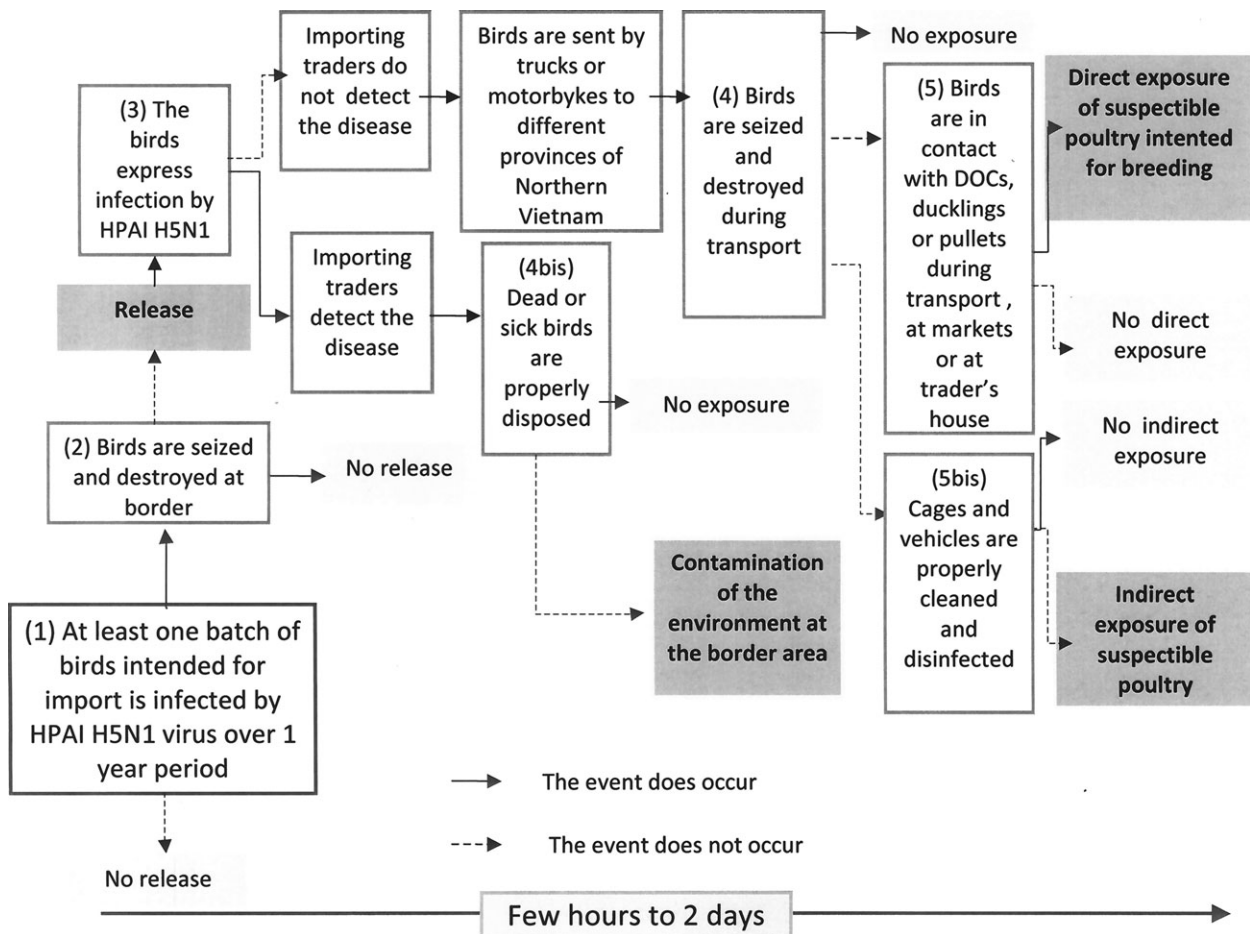 (1) At least one batch of
birds intended for
import is infected by
HPAI H5N1 virus over 1
year period
No release
(2) Birds are seized
and destroyed at
border
No release
Release
(3) The
birds
express
infection by
HPAI H5N1
Importing
traders do
not detect
the disease
Importing
traders
detect the
disease
Birds are sent by
trucks or
motorbykes to
different
provinces of
Northern
Vietnam
(4bis)
Dead or
sick birds
are
properly
disposed
No exposure
Contamination
of the
environment at
the border area
(4) Birds
are seized
and
destroyed
during
transport
No exposure
(5) Birds
are in
contact
with DOCs,
ducklings
or pullets
during
transport ,
at markets
or at
trader's
house
Direct exposure
of suspectible
poultry intented
for breeding
No direct
exposure
No indirect
exposure
(5bis)
Cages and
vehicles are
properly
cleaned
and
disinfected
Indirect
exposure of
suspectible
poultry
The event does occur
The event does not occur
Few hours to 2 days